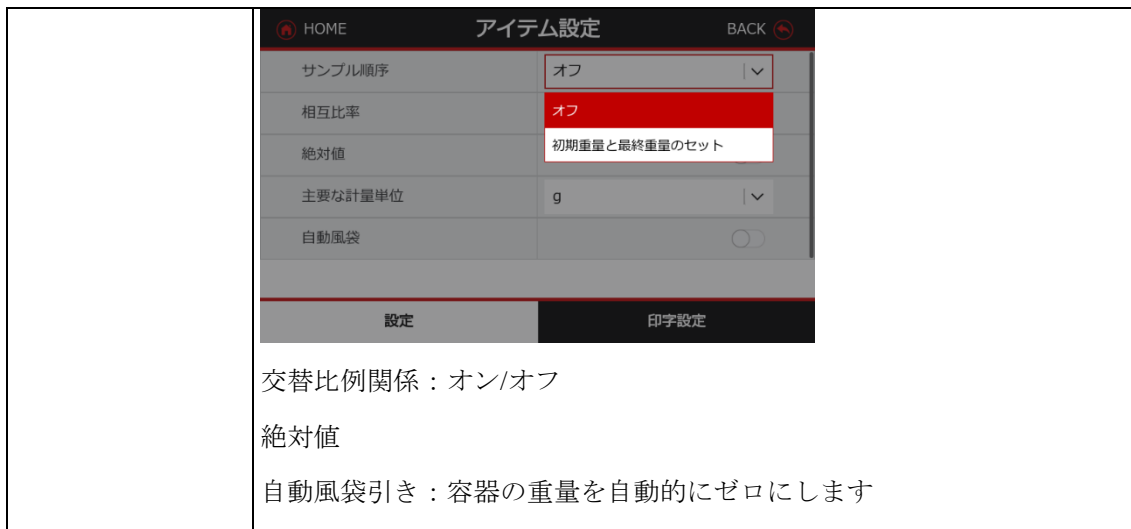 HOME アイテム設定 BACK
サンプル順序 オフ
相互比率 オフ
絶対値 初期重量と最終重量のセット
主要な計量単位 g
自動風袋
設定 印字設定
交替比例関係：オン/オフ
絶対値
自動風袋引き：容器の重量を自動的にゼロにします